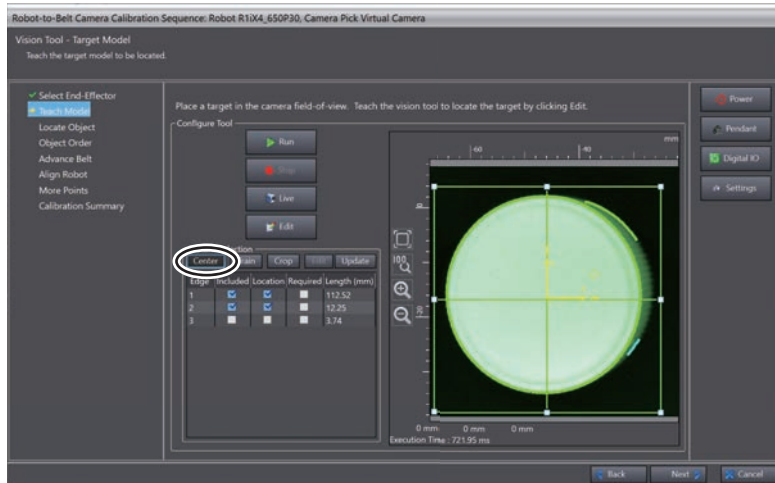 Robot-to-Belt Camera Calibration Sequence: Robot R1iX4_650P30, Camera Pick Virtual Camera
Vision Tool - Target Model
Teach the target model to be located.
Select End-Effector
Teach Model
Locate Object
Object Order
Advance Belt
Align Robot
More Points
Calibration Summary
Place a target in the camera field-of-view. Teach the vision tool to locate the target by clicking Edit.
Configure Tool
Run
Stop
Live
Edit
Center
Crop
Update
Edge Included Location Required Length (mm)
1 112.52
2 12.25
3 3.74
mm
-60 -40
100
-20
0 mm 0 mm 0 mm
Execution Time : 721.95 ms
Power
Pendant
Digital IO
Settings
Back Next Cancel